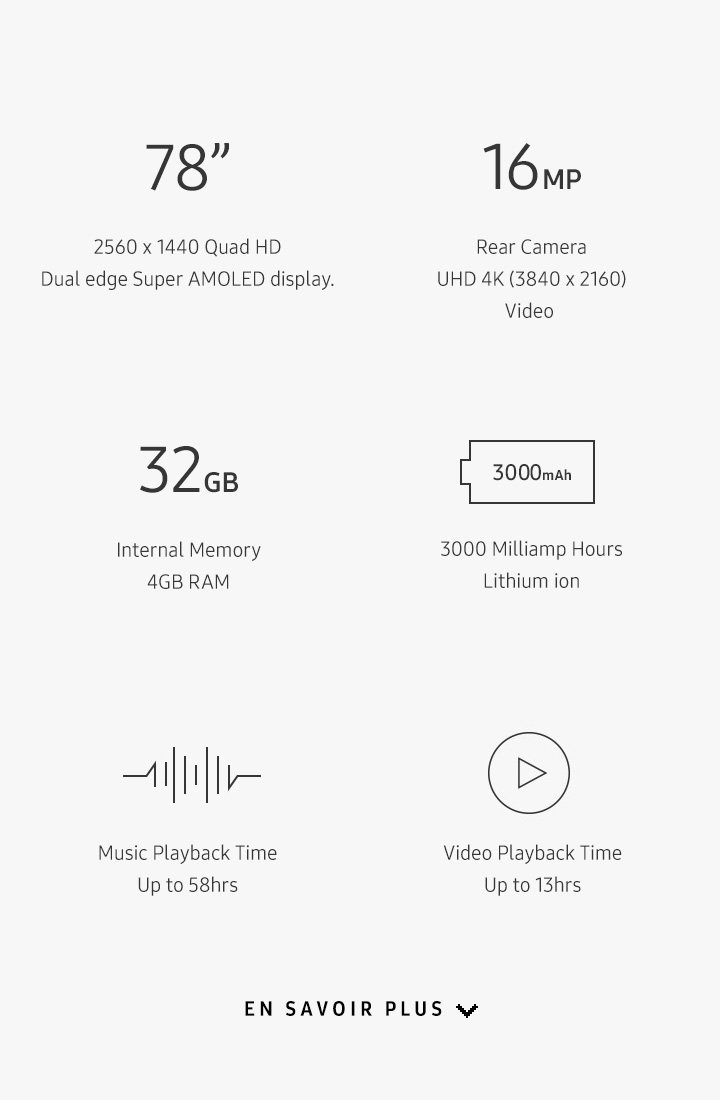 78”
16MP
2560 x 1440 Quad HD
Dual edge Super AMOLED display.
Rear Camera
UHD 4K (3840 x 2160)
Video
32GB
3000mAh
Internal Memory
4GB RAM
3000 Milliamp Hours
Lithium ion
Music Playback Time
Up to 58hrs
Video Playback Time
Up to 13hrs
EN SAVOIR PLUS